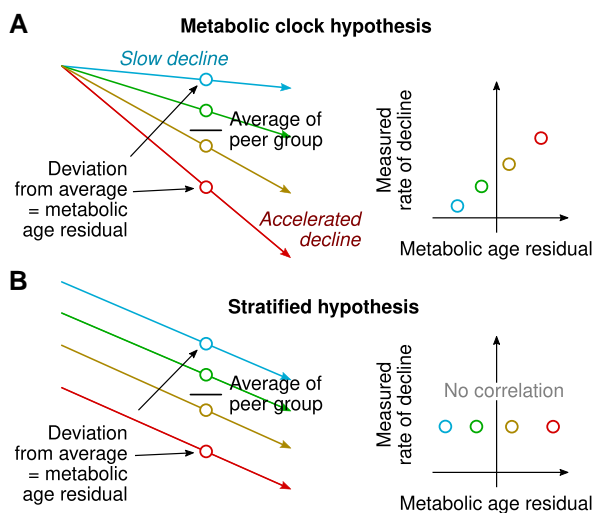 A
Metabolic clock hypothesis
Slow decline
Average of
peer group
Deviation
from average
= metabolic
age residual
Accelerated
decline
Measured
rate of decline
Metabolic age residual
B
Stratified hypothesis
Average of
peer group
Deviation
from average
= metabolic
age residual
Measured
rate of decline
No correlation
Metabolic age residual